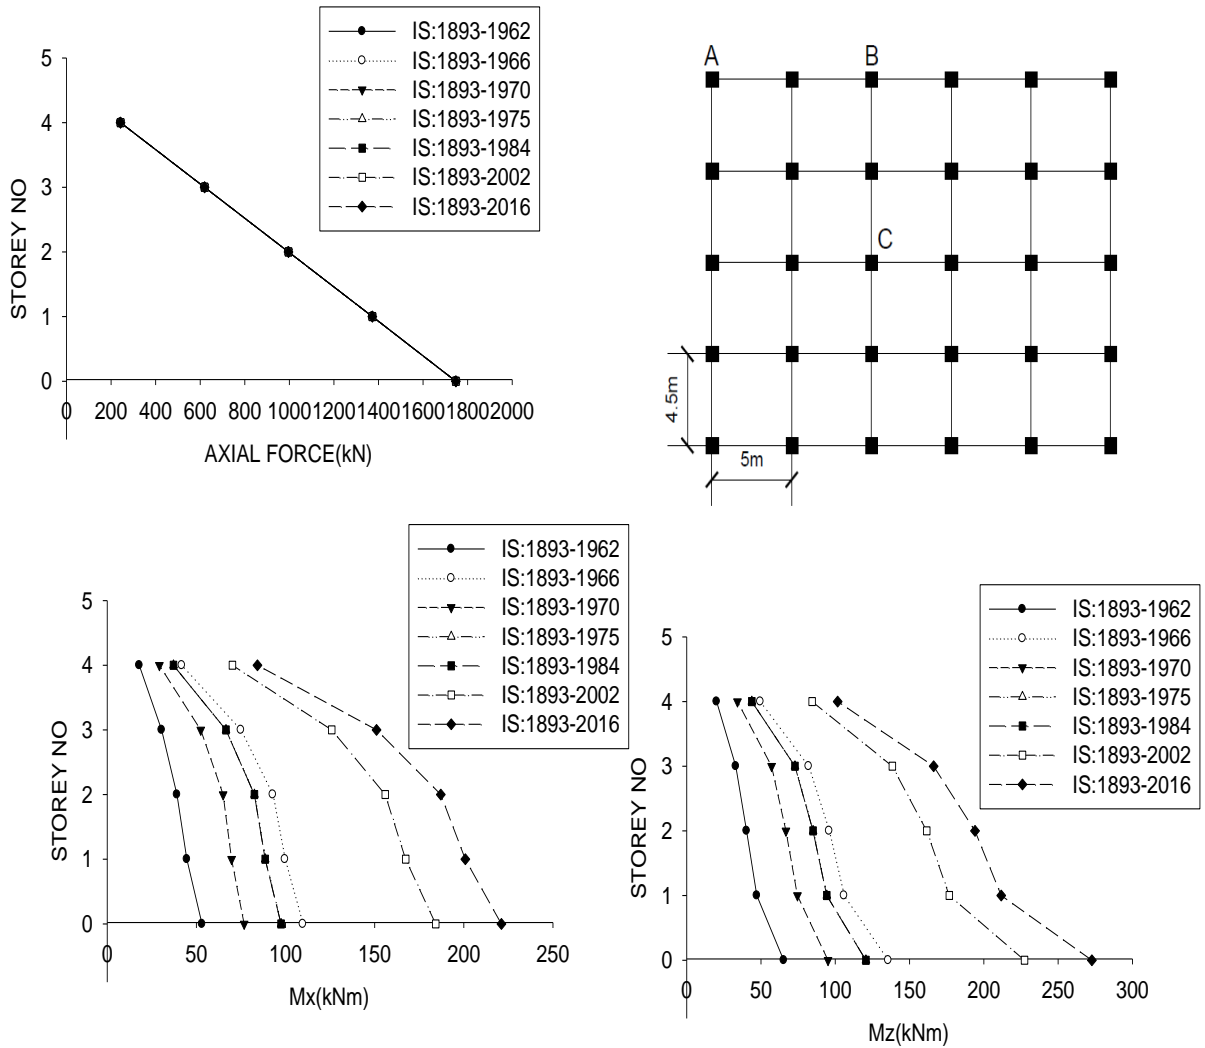 IS:1893-1962
IS:1893-1966
IS:1893-1970
IS:1893-1975
IS:1893-1984
IS:1893-2002
IS:1893-2016
5
4
3
2
1
0
STOREY NO
0 200 400 600 800 1000 1200 1400 1600 1800 2000
AXIAL FORCE(kN)
A B
C
4.5m
5m
IS:1893-1962
IS:1893-1966
IS:1893-1970
IS:1893-1975
IS:1893-1984
IS:1893-2002
IS:1893-2016
5
4
3
2
1
0
STOREY NO
0 50 100 150 200 250
Mx(kNm)
IS:1893-1962
IS:1893-1966
IS:1893-1970
IS:1893-1975
IS:1893-1984
IS:1893-2002
IS:1893-2016
5
4
3
2
1
0
STOREY NO
0 50 100 150 200 250 300
Mz(kNm)